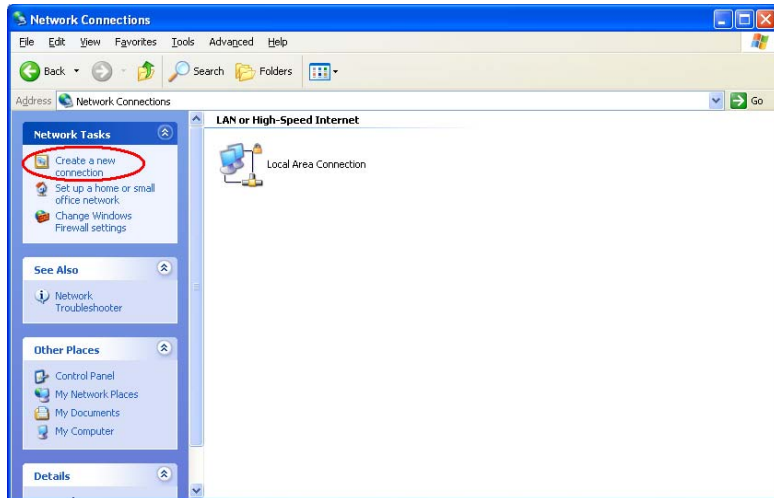 Network Connections
File Edit View Favorites Tools Advanced Help
Back Search Folders
Address Network Connections Go
Network Tasks
Create a new
connection
Set up a home or small
office network
Change Windows
Firewall settings
See Also
Network
Troubleshooter
Other Places
Control Panel
My Network Places
My Documents
My Computer
Details
LAN or High-Speed Internet
Local Area Connection